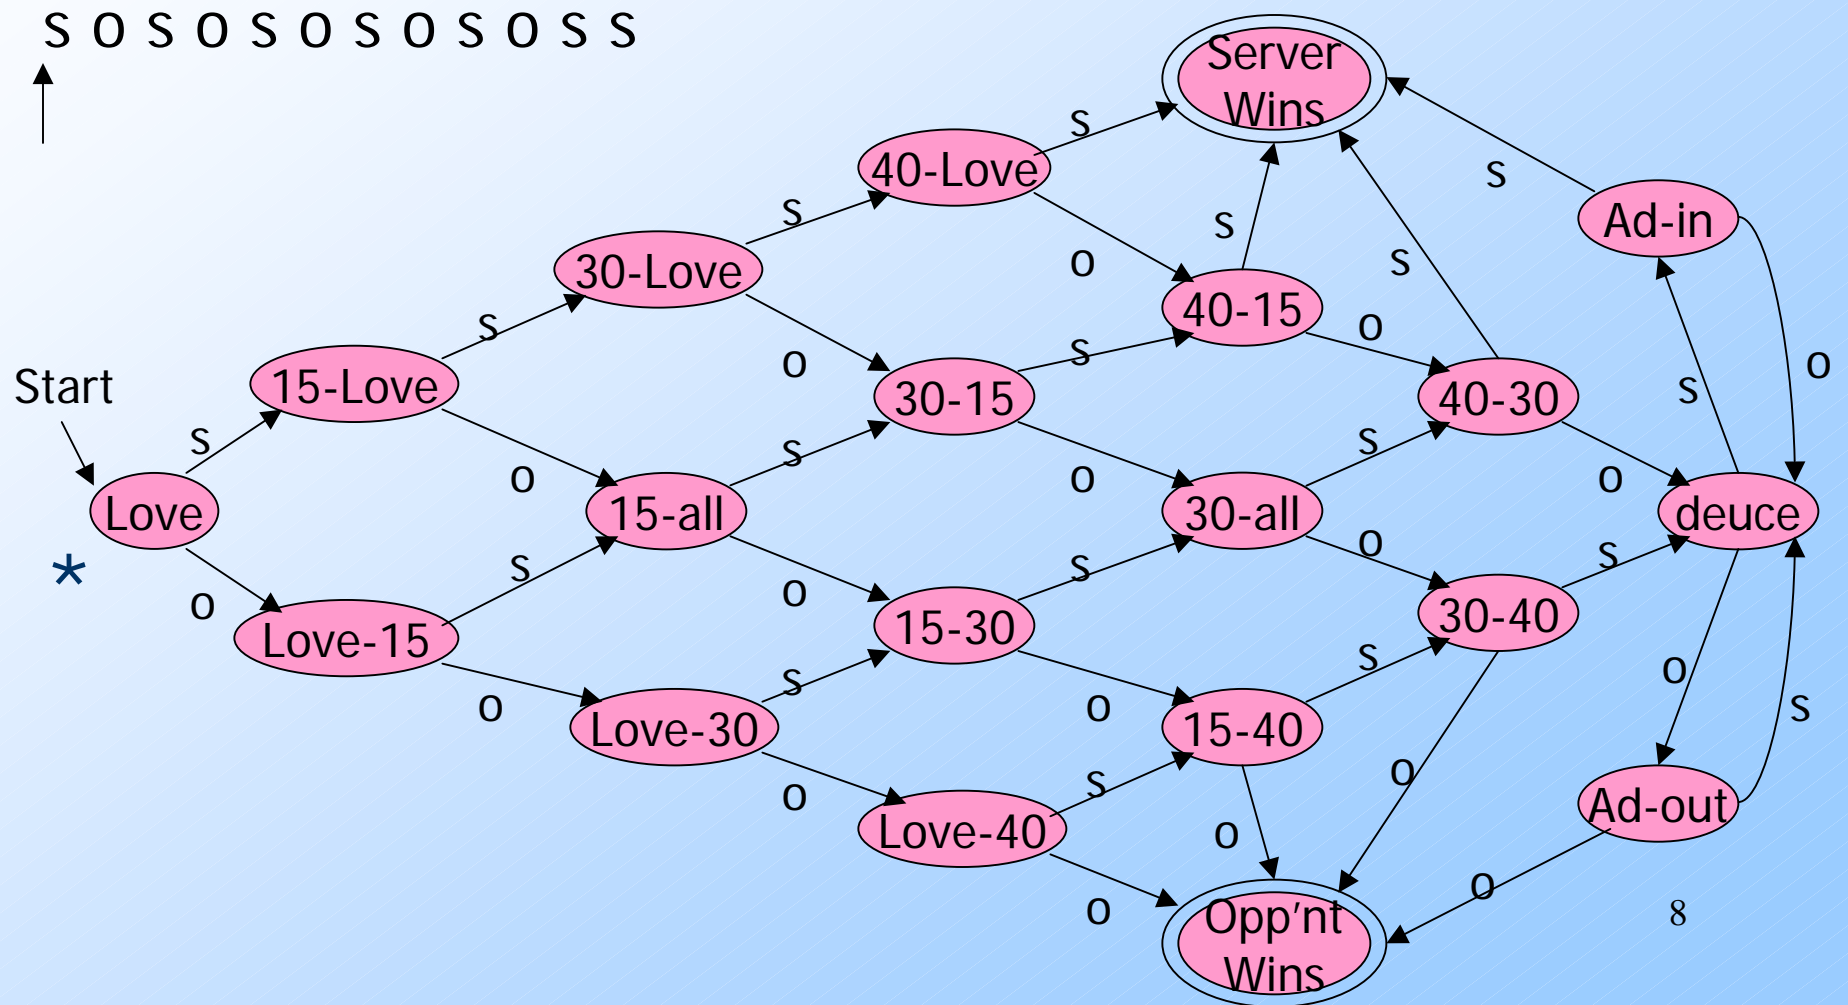 s o s o s o s o s o s s
Server
Wins
s
40-Love
s
s
Ad-in
s
s
30-Love
o
s
40-15
o
s
15-Love
o
s
o
s
Start
30-15
40-30
s
s
s
o
o
o
Love
15-all
30-all
deuce
*
s
o
s
o
s
o
Love-15
15-30
30-40
s
s
o
o
o
Love-30
15-40
s
o
s
o
Love-40
Ad-out
o
o
o
Opp'nt
Wins
8